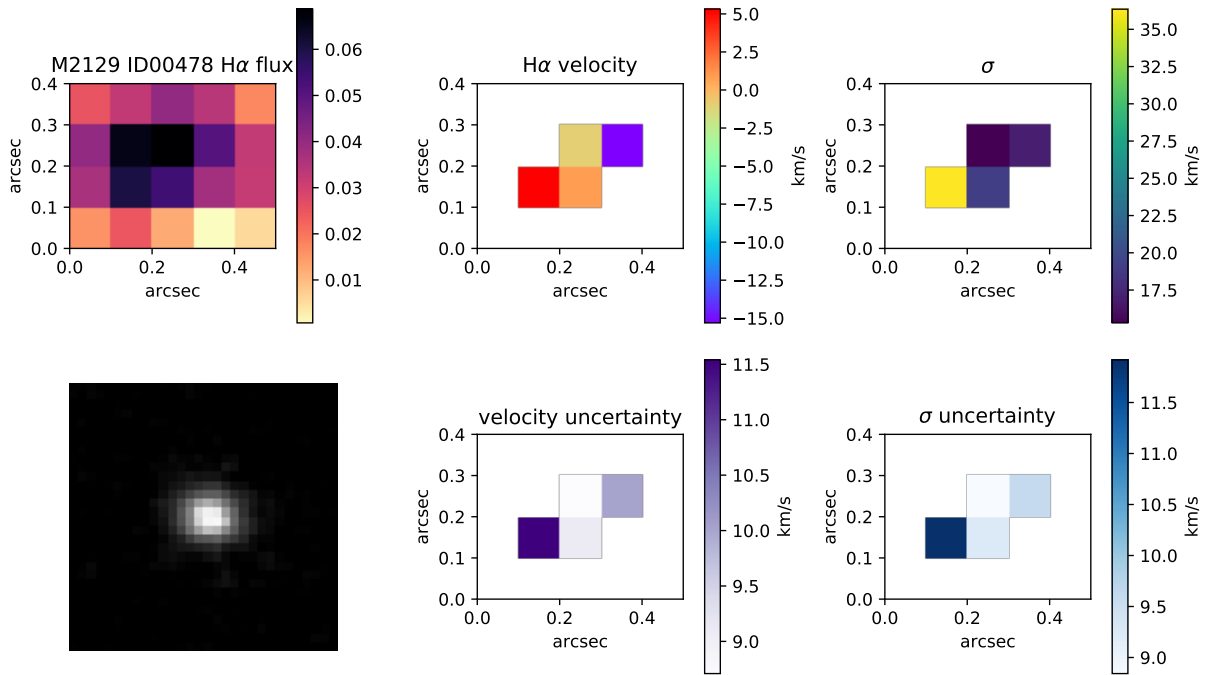 M2129 ID00478 Hα flux
0.4
0.3
0.2
0.1
0.0
arcsec
0.0 0.2 0.4
arcsec
0.06
0.05
0.04
0.03
0.02
0.01
Hα velocity
0.4
0.3
0.2
0.1
0.0
arcsec
0.0 0.2 0.4
arcsec
5.0
2.5
0.0
−2.5
−5.0
−7.5
−10.0
−12.5
−15.0
km/s
σ
0.4
0.3
0.2
0.1
0.0
arcsec
0.0 0.2 0.4
arcsec
35.0
32.5
30.0
27.5
25.0
22.5
20.0
17.5
km/s
velocity uncertainty
0.4
0.3
0.2
0.1
0.0
arcsec
0.0 0.2 0.4
arcsec
11.5
11.0
10.5
10.0
9.5
9.0
km/s
σ uncertainty
0.4
0.3
0.2
0.1
0.0
arcsec
0.0 0.2 0.4
arcsec
11.5
11.0
10.5
10.0
9.5
9.0
km/s